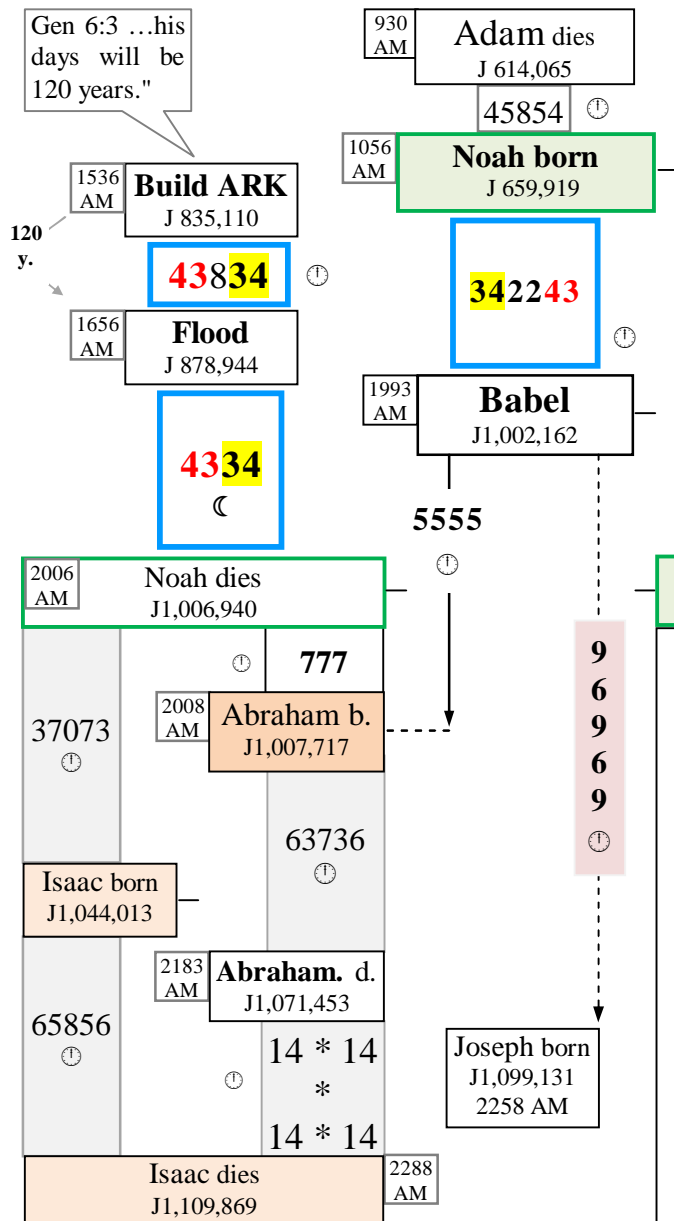 Gen 6:3 …his
days will be
120 years."
930
AM
Adam dies
J 614,065
45854
1056
AM
Noah born
J 659,919
1536
AM
Build ARK
J 835,110
120
y.
43834
342243
1656
AM
Flood
J 878,944
1993
AM
Babel
J1,002,162
4334
☾
5555
2006
AM
Noah dies
J1,006,940
777
9
6
9
6
9
2008
AM
Abraham b.
J1,007,717
37073
63736
Isaac born
J1,044,013
2183
AM
Abraham. d.
J1,071,453
65856
14 * 14
*
14 * 14
Joseph born
J1,099,131
2258 AM
Isaac dies
J1,109,869
2288
AM